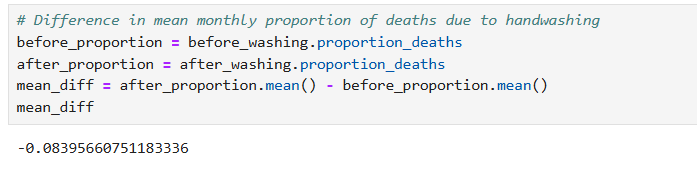 # Difference in mean monthly proportion of deaths due to handwashing
before_proportion = before_washing.proportion_deaths
after_proportion = after_washing.proportion_deaths
mean_diff = after_proportion.mean() - before_proportion.mean()
mean_diff
-0.08395660751183336